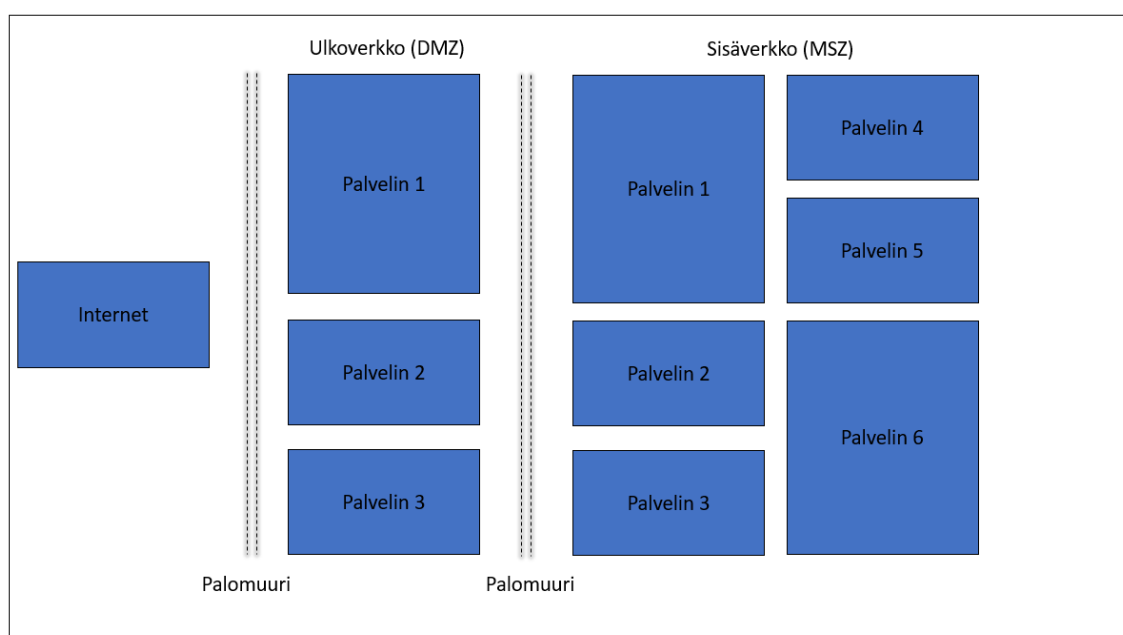 Ulkoverkko (DMZ)
Sisäverkko (MSZ)
Internet
Palvelin 1
Palvelin 2
Palvelin 3
Palvelin 1
Palvelin 2
Palvelin 3
Palvelin 4
Palvelin 5
Palvelin 6
Palomuuri
Palomuuri